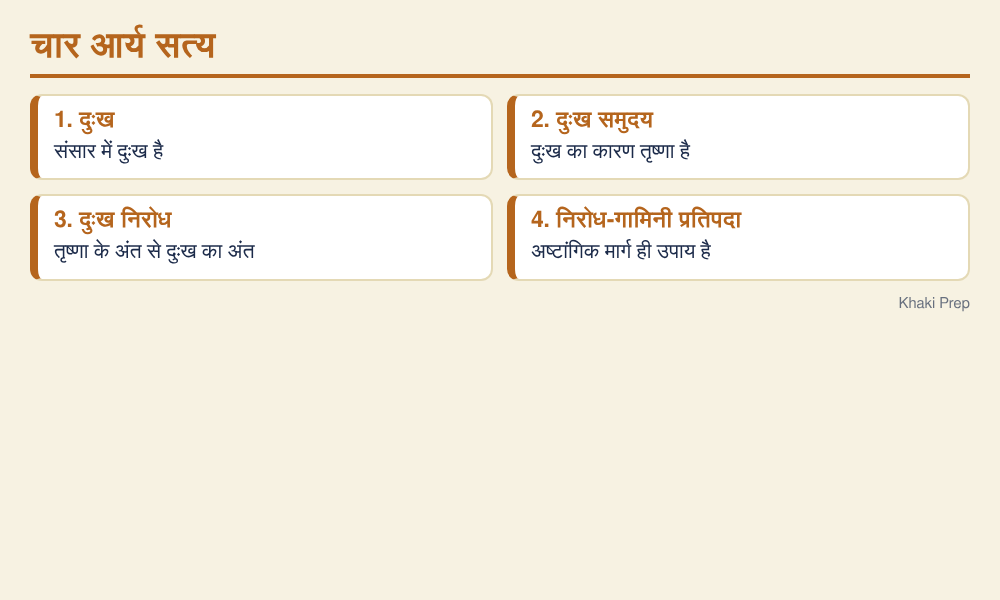 चार आर्य सत्य
1. दुःख
संसार में दुःख है
2. दुःख समुदय
दुःख का कारण तृष्णा है
3. दुःख निरोध
तृष्णा के अंत से दुःख का अंत
4. निरोध-गामिनी प्रतिपदा
अष्टांगिक मार्ग ही उपाय है
Khaki Prep